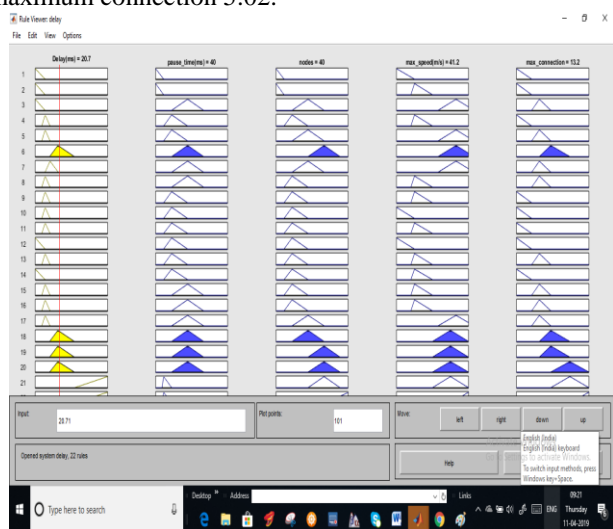 maximum connection 5.02.
Rule Viewer: delay
File Edit View Options
Delay(ms) = 20.7
pause_time(ms) = 40
nodes = 40
max_speed(m/s) = 41.2
max_connection = 13.2
1
2
3
4
5
6
7
8
9
10
11
12
13
14
15
16
17
18
19
20
21
Input:
20.71
Plot points:
101
Move:
left
right
down
up
Opened system delay, 22 rules
Help
English (India)
English (India) keyboard
To switch input methods, press
Windows key+Space.
to activate Windows.
Type here to search
Desktop
Address
Links
ENG
09:21
Thursday
11-04-2019